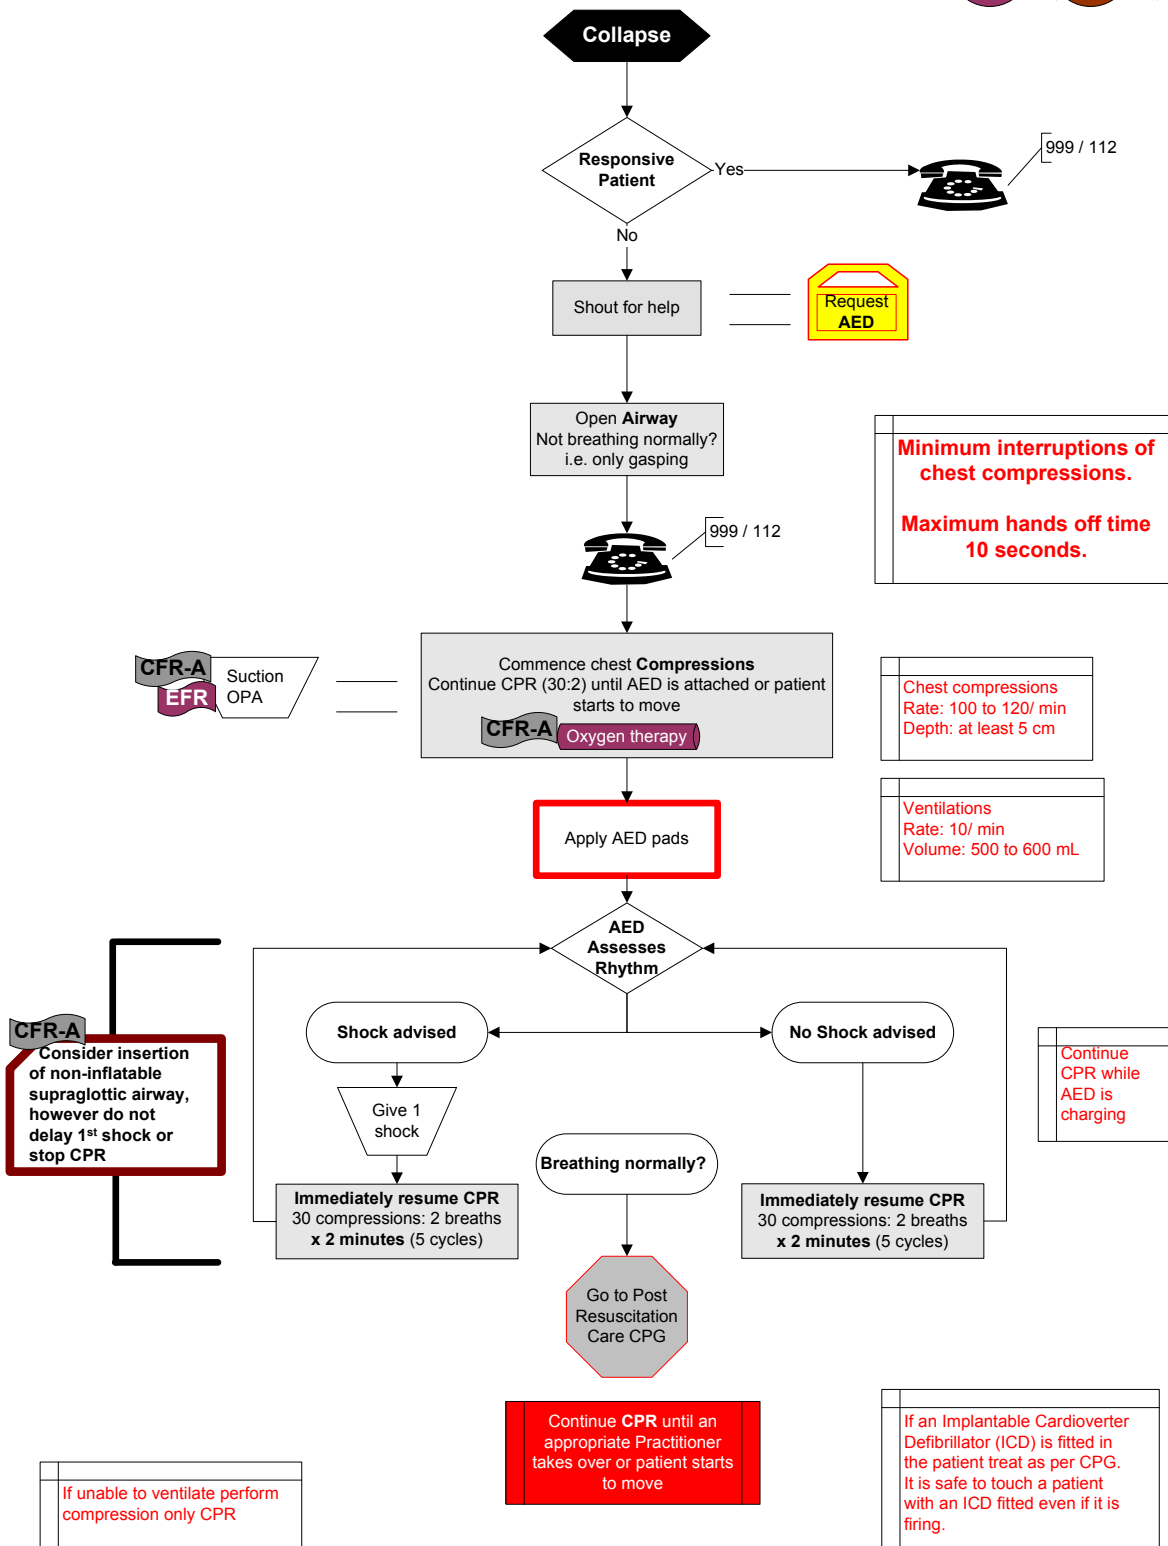 Collapse
Responsive
Patient
Yes
999 / 112
No
Shout for help
Request
AED
Open Airway
Not breathing normally?
i.e. only gasping
Minimum interruptions of
chest compressions.
Maximum hands off time
10 seconds.
999 / 112
CFR-A
EFR
Suction
OPA
Commence chest Compressions
Continue CPR (30:2) until AED is attached or patient
starts to move
CFR-A
Oxygen therapy
Chest compressions
Rate: 100 to 120/ min
Depth: at least 5 cm
Ventilations
Rate: 10/ min
Volume: 500 to 600 mL
Apply AED pads
AED
Assesses
Rhythm
CFR-A
Consider insertion
of non-inflatable
supraglottic airway,
however do not
delay 1st shock or
stop CPR
Shock advised
No Shock advised
Continue
CPR while
AED is
charging
Give 1
shock
Breathing normally?
Immediately resume CPR
30 compressions: 2 breaths
x 2 minutes (5 cycles)
Immediately resume CPR
30 compressions: 2 breaths
x 2 minutes (5 cycles)
Go to Post
Resuscitation
Care CPG
Continue CPR until an
appropriate Practitioner
takes over or patient starts
to move
If an Implantable Cardioverter
Defibrillator (ICD) is fitted in
the patient treat as per CPG.
It is safe to touch a patient
with an ICD fitted even if it is
firing.
If unable to ventilate perform
compression only CPR